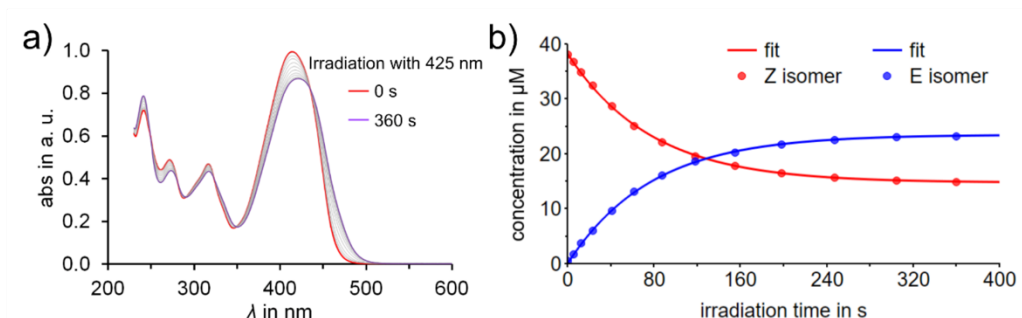 a)
Irradiation with 425 nm
0 s
360 s
abs in a. u.
1.0
0.8
0.6
0.4
0.2
0.0
200
300
400
500
600
λ in nm
b)
fit
fit
Z isomer
E isomer
concentration in µM
40
30
20
10
0
0
80
160
240
320
400
irradiation time in s